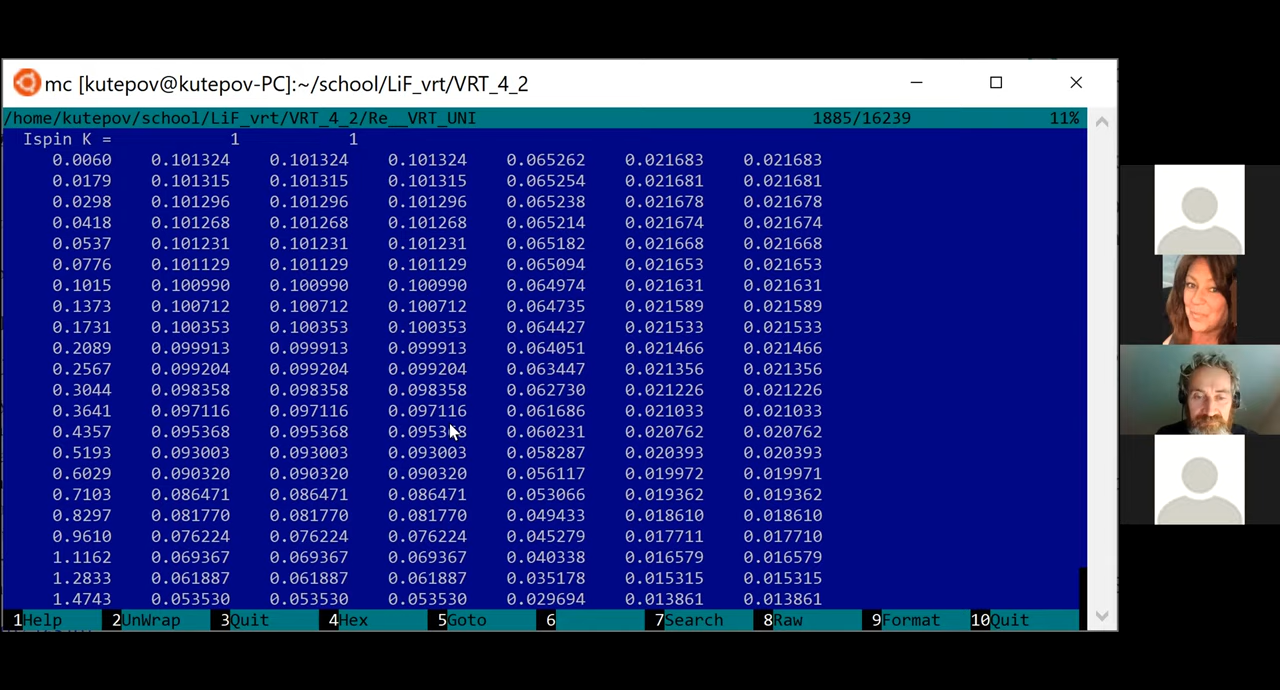 mc [kutepov@kutepov-PC]:~/school/LiF_vrt/VRT_4_2
/home/kutepov/school/LiF_vrt/VRT_4_2/Re__VRT_UNI 1885/16239 11%
Ispin K = 1 1
0.0060 0.101324 0.101324 0.101324 0.065262 0.021683 0.021683
0.0179 0.101315 0.101315 0.101315 0.065254 0.021681 0.021681
0.0298 0.101296 0.101296 0.101296 0.065238 0.021678 0.021678
0.0418 0.101268 0.101268 0.101268 0.065214 0.021674 0.021674
0.0537 0.101231 0.101231 0.101231 0.065182 0.021668 0.021668
0.0776 0.101129 0.101129 0.101129 0.065094 0.021653 0.021653
0.1015 0.100990 0.100990 0.100990 0.064974 0.021631 0.021631
0.1373 0.100712 0.100712 0.100712 0.064735 0.021589 0.021589
0.1731 0.100353 0.100353 0.100353 0.064427 0.021533 0.021533
0.2089 0.099913 0.099913 0.099913 0.064051 0.021466 0.021466
0.2567 0.099204 0.099204 0.099204 0.063447 0.021356 0.021356
0.3044 0.098358 0.098358 0.098358 0.062730 0.021226 0.021226
0.3641 0.097116 0.097116 0.097116 0.061686 0.021033 0.021033
0.4357 0.095368 0.095368 0.095368 0.060231 0.020762 0.020762
0.5193 0.093003 0.093003 0.093003 0.058287 0.020393 0.020393
0.6029 0.090320 0.090320 0.090320 0.056117 0.019972 0.019971
0.7103 0.086471 0.086471 0.086471 0.053066 0.019362 0.019362
0.8297 0.081770 0.081770 0.081770 0.049433 0.018610 0.018610
0.9610 0.076224 0.076224 0.076224 0.045279 0.017711 0.017710
1.1162 0.069367 0.069367 0.069367 0.040338 0.016579 0.016579
1.2833 0.061887 0.061887 0.061887 0.035178 0.015315 0.015315
1.4743 0.053530 0.053530 0.053530 0.029694 0.013861 0.013861
1Help 2UnWrap 3Quit 4Hex 5Goto 6 7Search 8Raw 9Format 10Quit